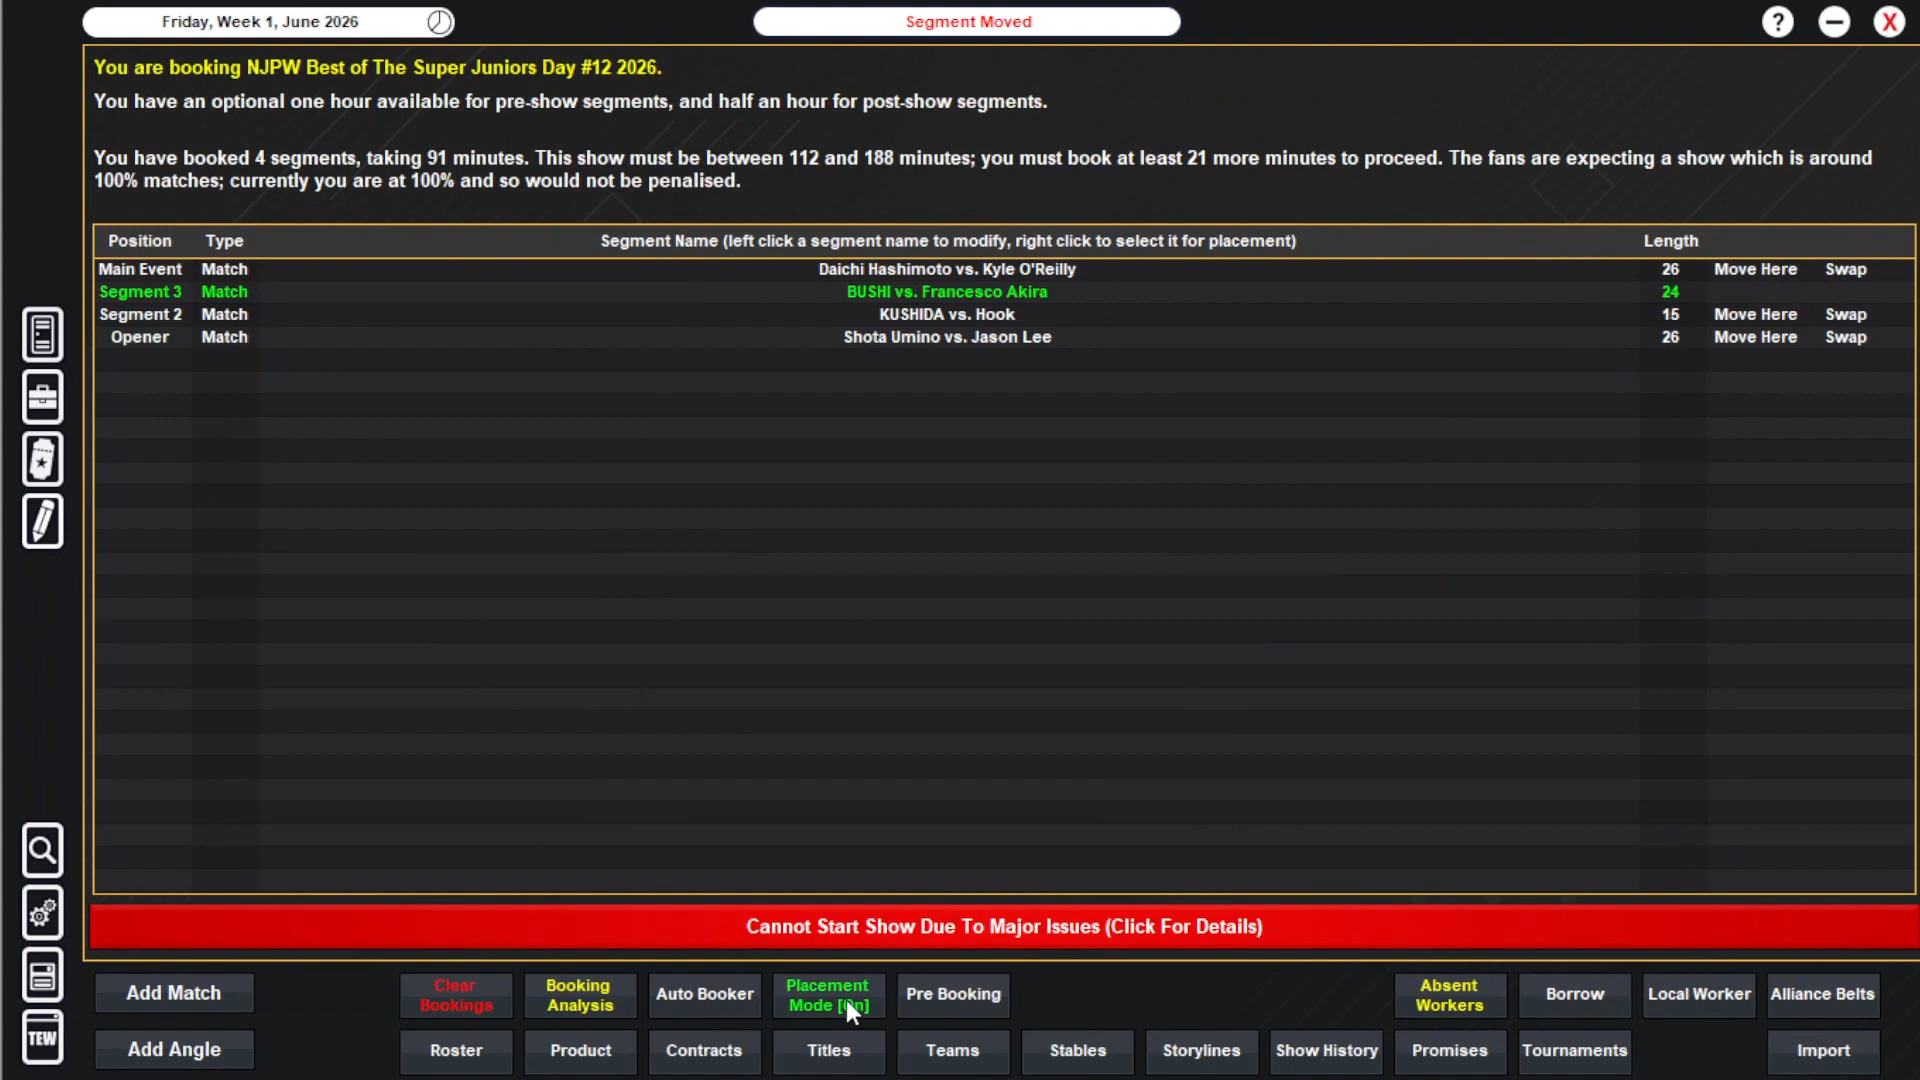 Friday, Week 1, June 2026
Segment Moved
?
X
You are booking NJPW Best of The Super Juniors Day #12 2026.
You have an optional one hour available for pre-show segments, and half an hour for post-show segments.
You have booked 4 segments, taking 91 minutes. This show must be between 112 and 188 minutes; you must book at least 21 more minutes to proceed. The fans are expecting a show which is around
100% matches; currently you are at 100% and so would not be penalised.
Position Type Segment Name (left click a segment name to modify, right click to select it for placement) Length
Main Event Match Daichi Hashimoto vs. Kyle O'Reilly 26 Move Here Swap
Segment 3 Match BUSHI vs. Francesco Akira 24
Segment 2 Match KUSHIDA vs. Hook 15 Move Here Swap
Opener Match Shota Umino vs. Jason Lee 26 Move Here Swap
Cannot Start Show Due To Major Issues (Click For Details)
TEW
Add Match
Clear
Bookings
Booking
Analysis
Auto Booker
Placement
Mode [On]
Pre Booking
Absent
Workers
Borrow
Local Worker
Alliance Belts
Add Angle
Roster
Product
Contracts
Titles
Teams
Stables
Storylines
Show History
Promises
Tournaments
Import